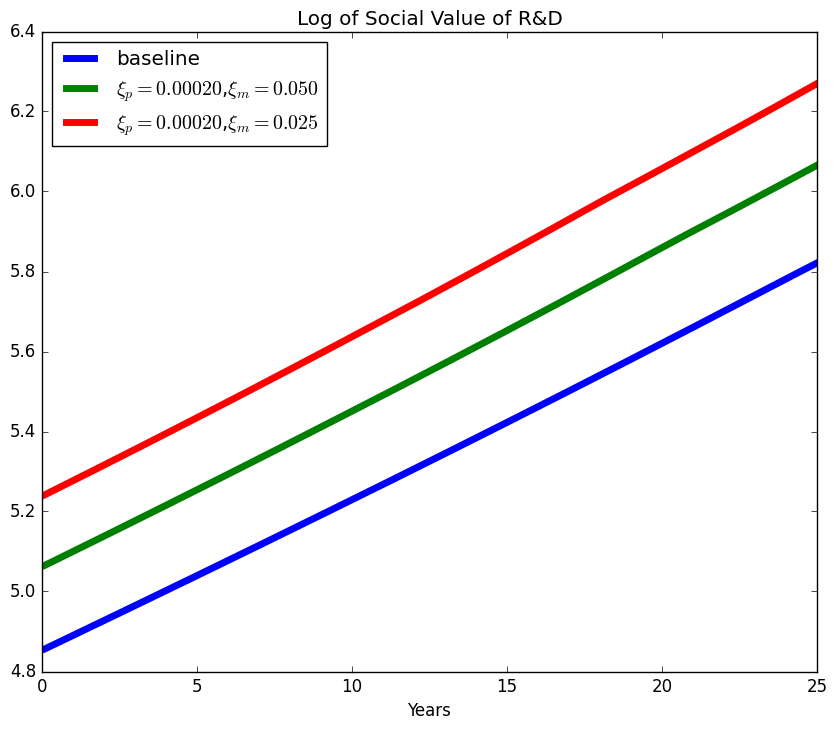 Log of Social Value of R&D
6.4
6.2
6.0
5.8
5.6
5.4
5.2
5.0
4.8
baseline
ξₚ = 0.00020,ξₘ = 0.050
ξₚ = 0.00020,ξₘ = 0.025
0 5 10 15 20 25
Years